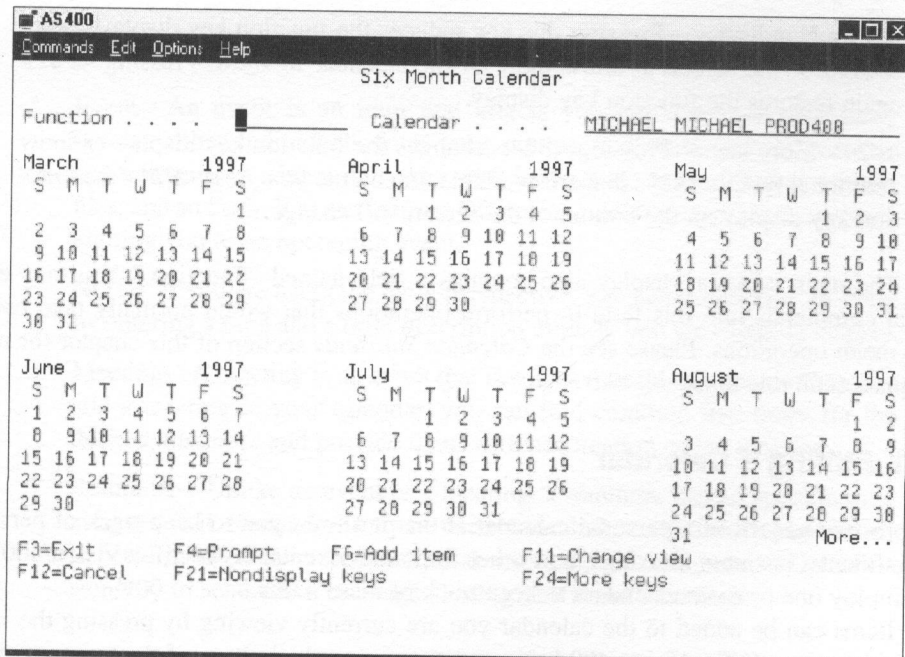 AS400
Commands Edit Options Help
Six Month Calendar
Function . . . . . . Calendar . . . . MICHAEL MICHAEL PROD400
March 1997 April 1997 May 1997
S M T W T F S S M T W T F S S M T W T F S
1 1 2 3 4 5 1 2 3
2 3 4 5 6 7 8 6 7 8 9 10 11 12 4 5 6 7 8 9 10
9 10 11 12 13 14 15 13 14 15 16 17 18 19 11 12 13 14 15 16 17
16 17 18 19 20 21 22 20 21 22 23 24 25 26 18 19 20 21 22 23 24
23 24 25 26 27 28 29 27 28 29 30 25 26 27 28 29 30 31
30 31
June 1997 July 1997 August 1997
S M T W T F S S M T W T F S S M T W T F S
1 2 3 4 5 6 7 1 2 3 4 5 1 2
8 9 10 11 12 13 14 6 7 8 9 10 11 12 3 4 5 6 7 8 9
15 16 17 18 19 20 21 13 14 15 16 17 18 19 10 11 12 13 14 15 16
22 23 24 25 26 27 28 20 21 22 23 24 25 26 17 18 19 20 21 22 23
29 30 27 28 29 30 31 24 25 26 27 28 29 30
31 More...
F3=Exit F4=Prompt F6=Add item F11=Change view
F12=Cancel F21=Nondisplay keys F24=More keys